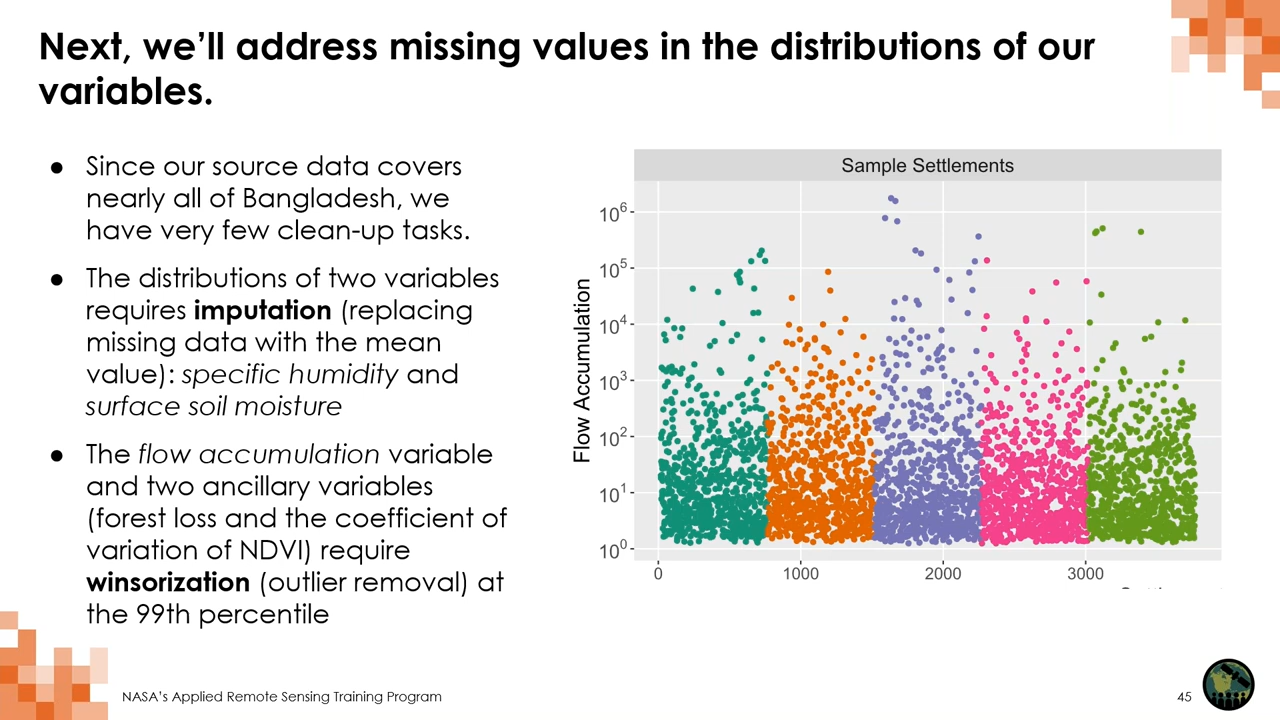 Next, we’ll address missing values in the distributions of our
variables.
● Since our source data covers
nearly all of Bangladesh, we
have very few clean-up tasks.
● The distributions of two variables
requires imputation (replacing
missing data with the mean
value): specific humidity and
surface soil moisture
● The flow accumulation variable
and two ancillary variables
(forest loss and the coefficient of
variation of NDVI) require
winsorization (outlier removal) at
the 99th percentile
Sample Settlements
Flow Accumulation
10⁶
10⁵
10⁴
10³
10²
10¹
10⁰
0 1000 2000 3000
NASA’s Applied Remote Sensing Training Program
45